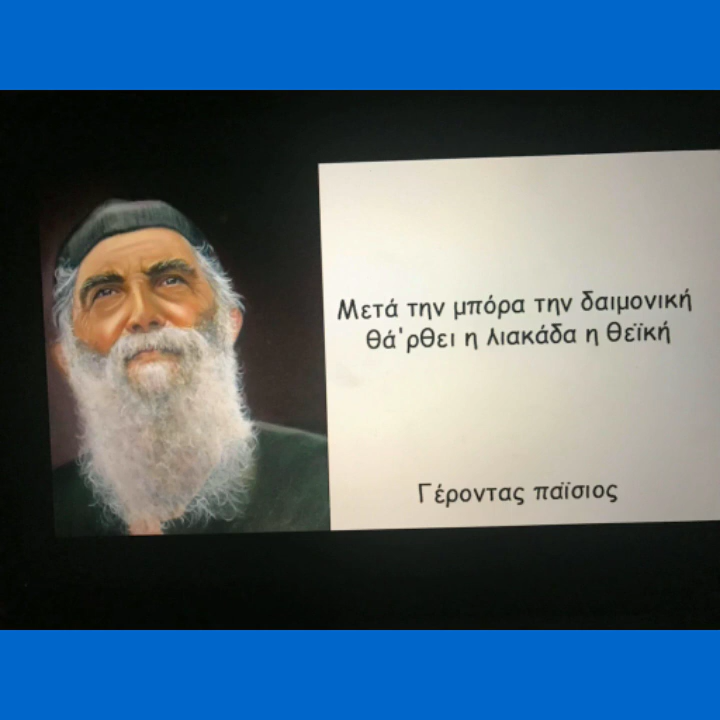 Μετά την μπόρα την δαιμονική
θά'ρθει η λιακάδα η θεϊκή
Γέροντας παϊσιος